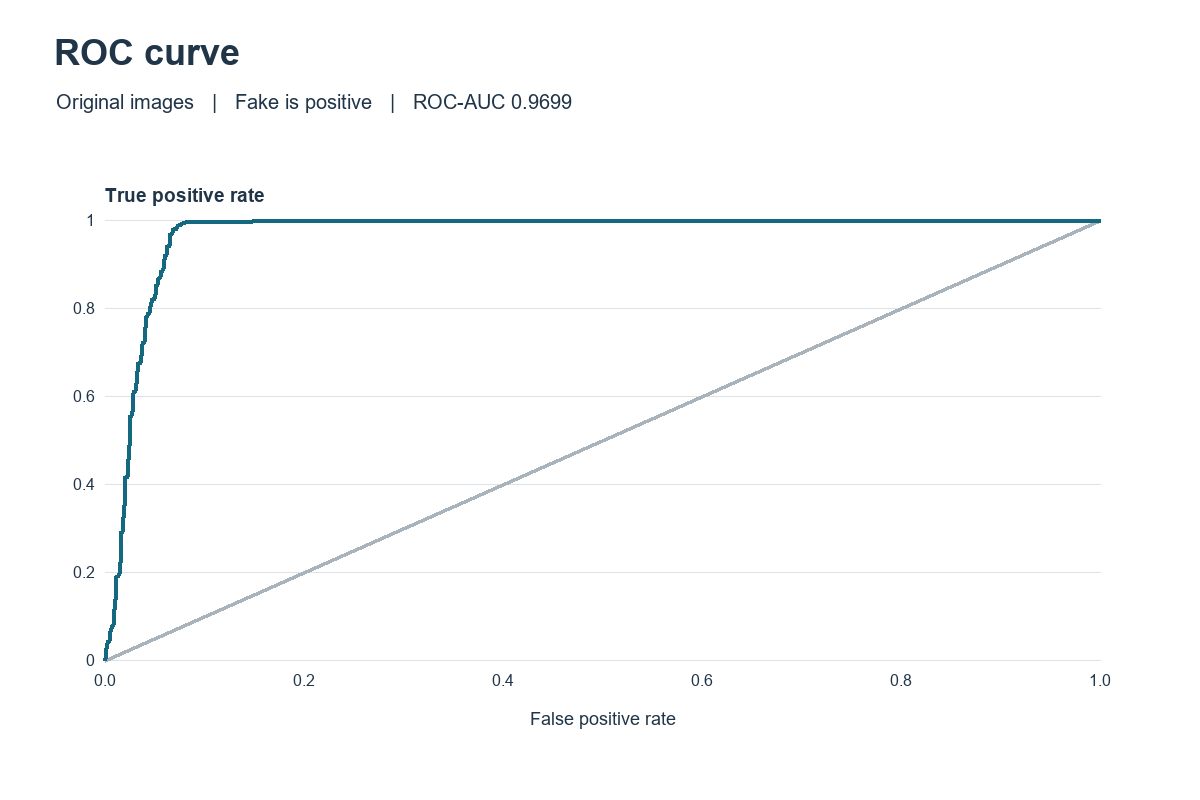 ROC curve
Original images | Fake is positive | ROC-AUC 0.9699
True positive rate
1
0.8
0.6
0.4
0.2
0
0.0 0.2 0.4 0.6 0.8 1.0
False positive rate